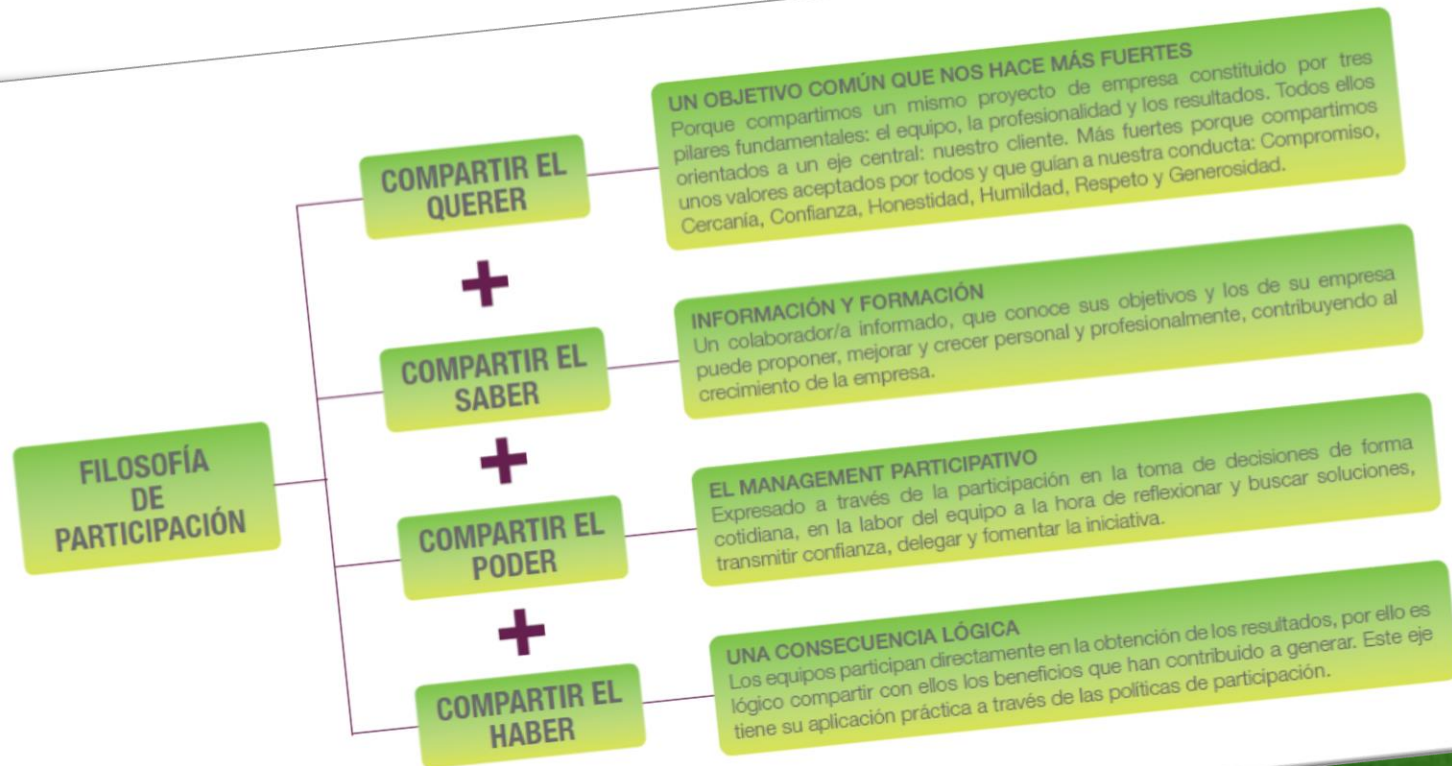 FILOSOFÍA
DE
PARTICIPACIÓN
COMPARTIR EL
QUERER
UN OBJETIVO COMÚN QUE NOS HACE MÁS FUERTES
Porque compartimos un mismo proyecto de empresa constituido por tres
pilares fundamentales: el equipo, la profesionalidad y los resultados. Todos ellos
orientados a un eje central: nuestro cliente. Más fuertes porque compartimos
unos valores aceptados por todos y que guían a nuestra conducta: Compromiso,
Cercanía, Confianza, Honestidad, Humildad, Respeto y Generosidad.
+
COMPARTIR EL
SABER
INFORMACIÓN Y FORMACIÓN
Un colaborador/a informado, que conoce sus objetivos y los de su empresa
puede proponer, mejorar y crecer personal y profesionalmente, contribuyendo al
crecimiento de la empresa.
+
COMPARTIR EL
PODER
EL MANAGEMENT PARTICIPATIVO
Expresado a través de la participación en la toma de decisiones de forma
cotidiana, en la labor del equipo a la hora de reflexionar y buscar soluciones,
transmitir confianza, delegar y fomentar la iniciativa.
+
COMPARTIR EL
HABER
UNA CONSECUENCIA LÓGICA
Los equipos participan directamente en la obtención de los resultados, por ello es
lógico compartir con ellos los beneficios que han contribuido a generar. Este eje
tiene su aplicación práctica a través de las políticas de participación.